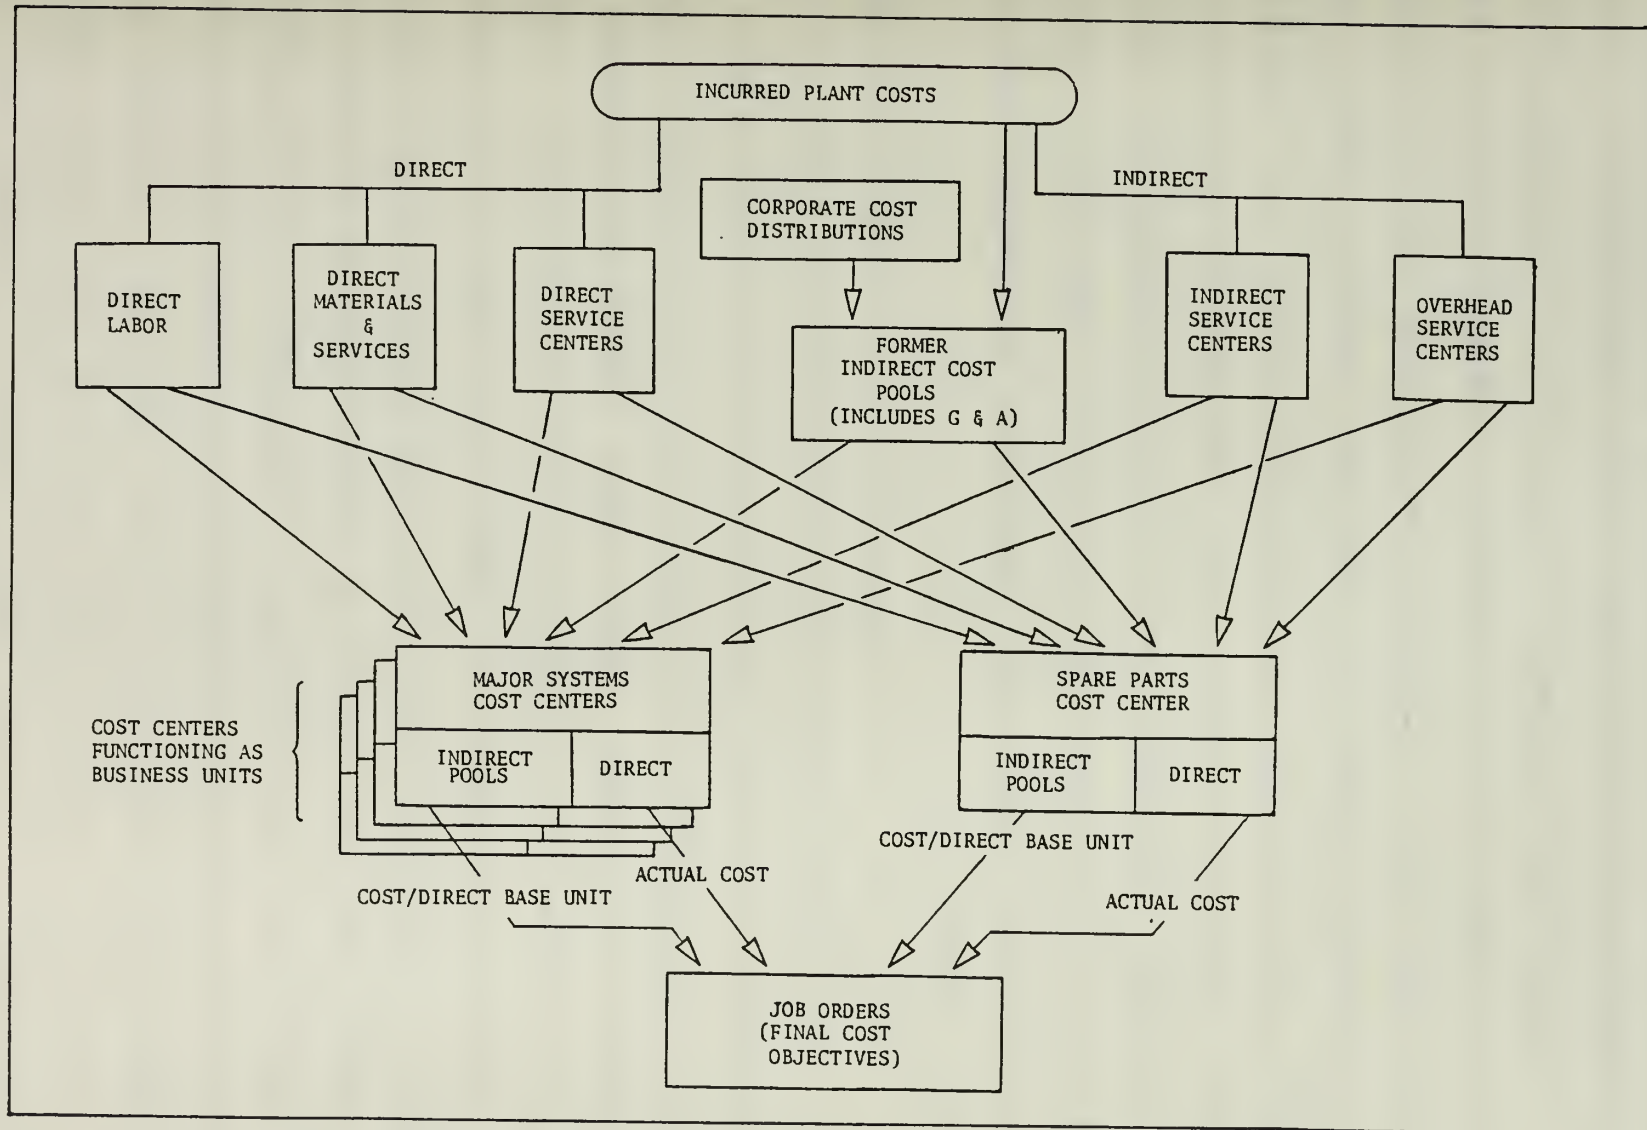 INCURRED PLANT COSTS
DIRECT
INDIRECT
CORPORATE COST
DISTRIBUTIONS
DIRECT
LABOR
DIRECT
MATERIALS
&
SERVICES
DIRECT
SERVICE
CENTERS
FORMER
INDIRECT COST
POOLS
(INCLUDES G & A)
INDIRECT
SERVICE
CENTERS
OVERHEAD
SERVICE
CENTERS
COST CENTERS
FUNCTIONING AS
BUSINESS UNITS
MAJOR SYSTEMS
COST CENTERS
INDIRECT
POOLS
DIRECT
SPARE PARTS
COST CENTER
INDIRECT
POOLS
DIRECT
COST/DIRECT BASE UNIT
ACTUAL COST
COST/DIRECT BASE UNIT
ACTUAL COST
JOB ORDERS
(FINAL COST
OBJECTIVES)